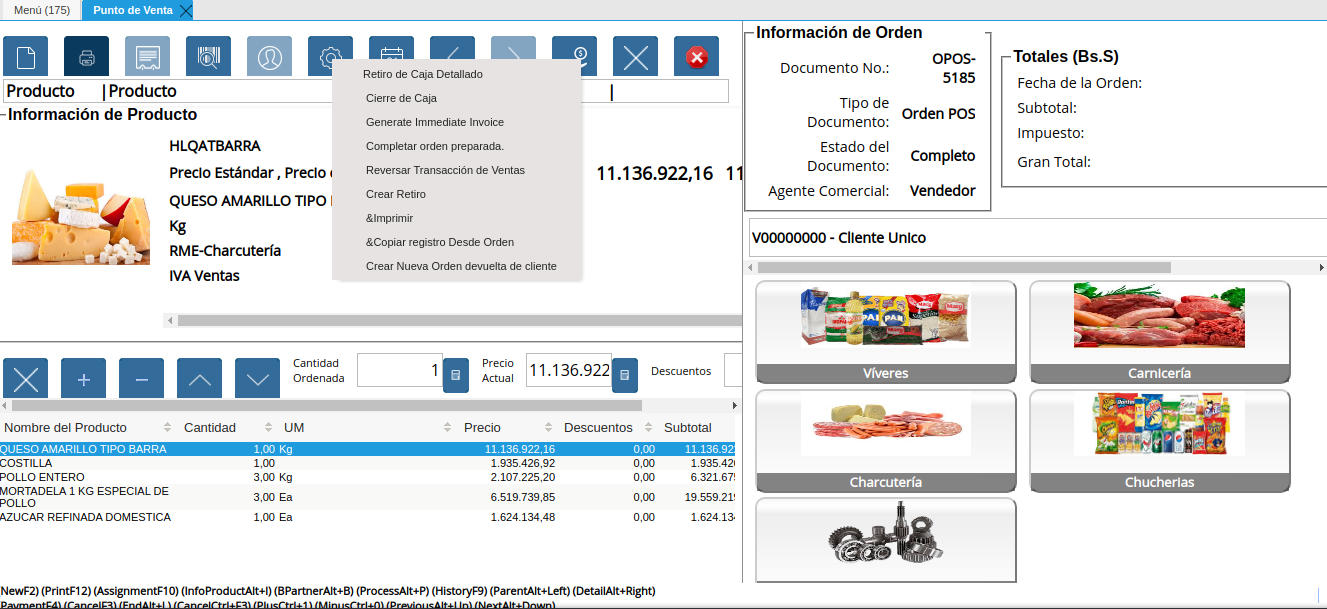 Menú (175)
Punto de Venta
Producto |Producto |
Información de Producto
HLQATBARRA
Precio Estándar , Precio
11.136.922,16 11
QUESO AMARILLO TIPO
Kg
RME-Charcutería
IVA Ventas
Retiro de Caja Detallado
Cierre de Caja
Generate Immediate Invoice
Completar orden preparada.
Reversar Transacción de Ventas
Crear Retiro
&Imprimir
&Copiar registro Desde Orden
Crear Nueva Orden devuelta de cliente
Información de Orden
Documento No.: OPOS-
5185
Tipo de
Documento: Orden POS
Estado del
Documento: Completo
Agente Comercial: Vendedor
Totales (Bs.S)
Fecha de la Orden:
Subtotal:
Impuesto:
Gran Total:
V00000000 - Cliente Unico
Víveres
Carnicería
Charcutería
Chucherias
Cantidad
Ordenada
1
Precio
Actual
11.136.922
Descuentos
Nombre del Producto Cantidad UM Precio Descuentos Subtotal
QUESO AMARILLO TIPO BARRA 1,00 Kg 11.136.922,16 0,00 11.136.92
COSTILLA 1,00 1.935.426,92 0,00 1.935.42
POLLO ENTERO 3,00 Kg 2.107.225,20 0,00 6.321.67
MORTADELA 1 KG ESPECIAL DE
POLLO 3,00 Ea 6.519.739,85 0,00 19.559.21
AZUCAR REFINADA DOMESTICA 1,00 Ea 1.624.134,48 0,00 1.624.13
(NewF2) (PrintF12) (AssignmentF10) (InfoProductAlt+I) (BPartnerAlt+B) (ProcessAlt+P) (HistoryF9) (ParentAlt+Left) (DetailAlt+Right)
(PaymentF4) (CancelF3) (EndAlt+L) (CancelCtrl+F3) (PlusCtrl+1) (MinusCtrl+0) (PreviousAlt+Up) (NextAlt+Down)